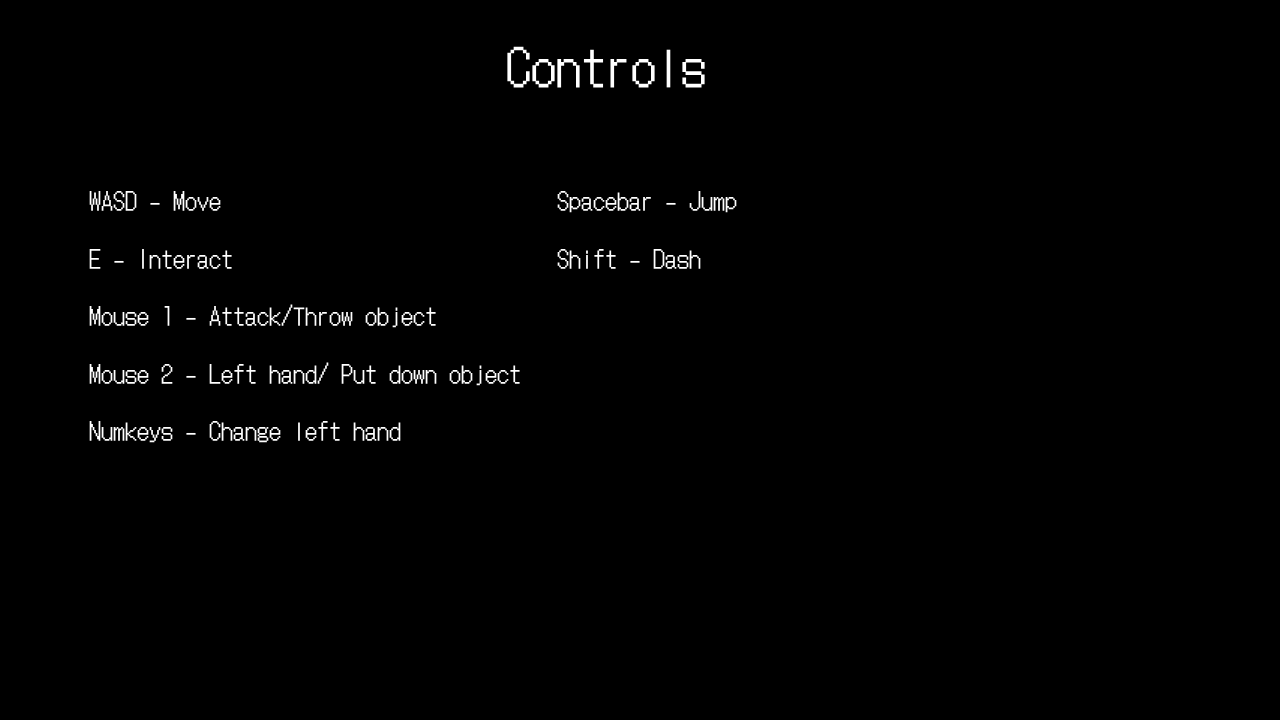 Controls
WASD - Move
Spacebar - Jump
E - Interact
Shift - Dash
Mouse 1 - Attack/Throw object
Mouse 2 - Left hand/ Put down object
Numkeys - Change left hand